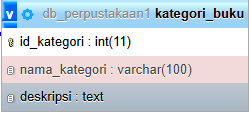 v db_perpustakaan1 kategori_buku
id_kategori : int(11)
nama_kategori : varchar(100)
deskripsi : text